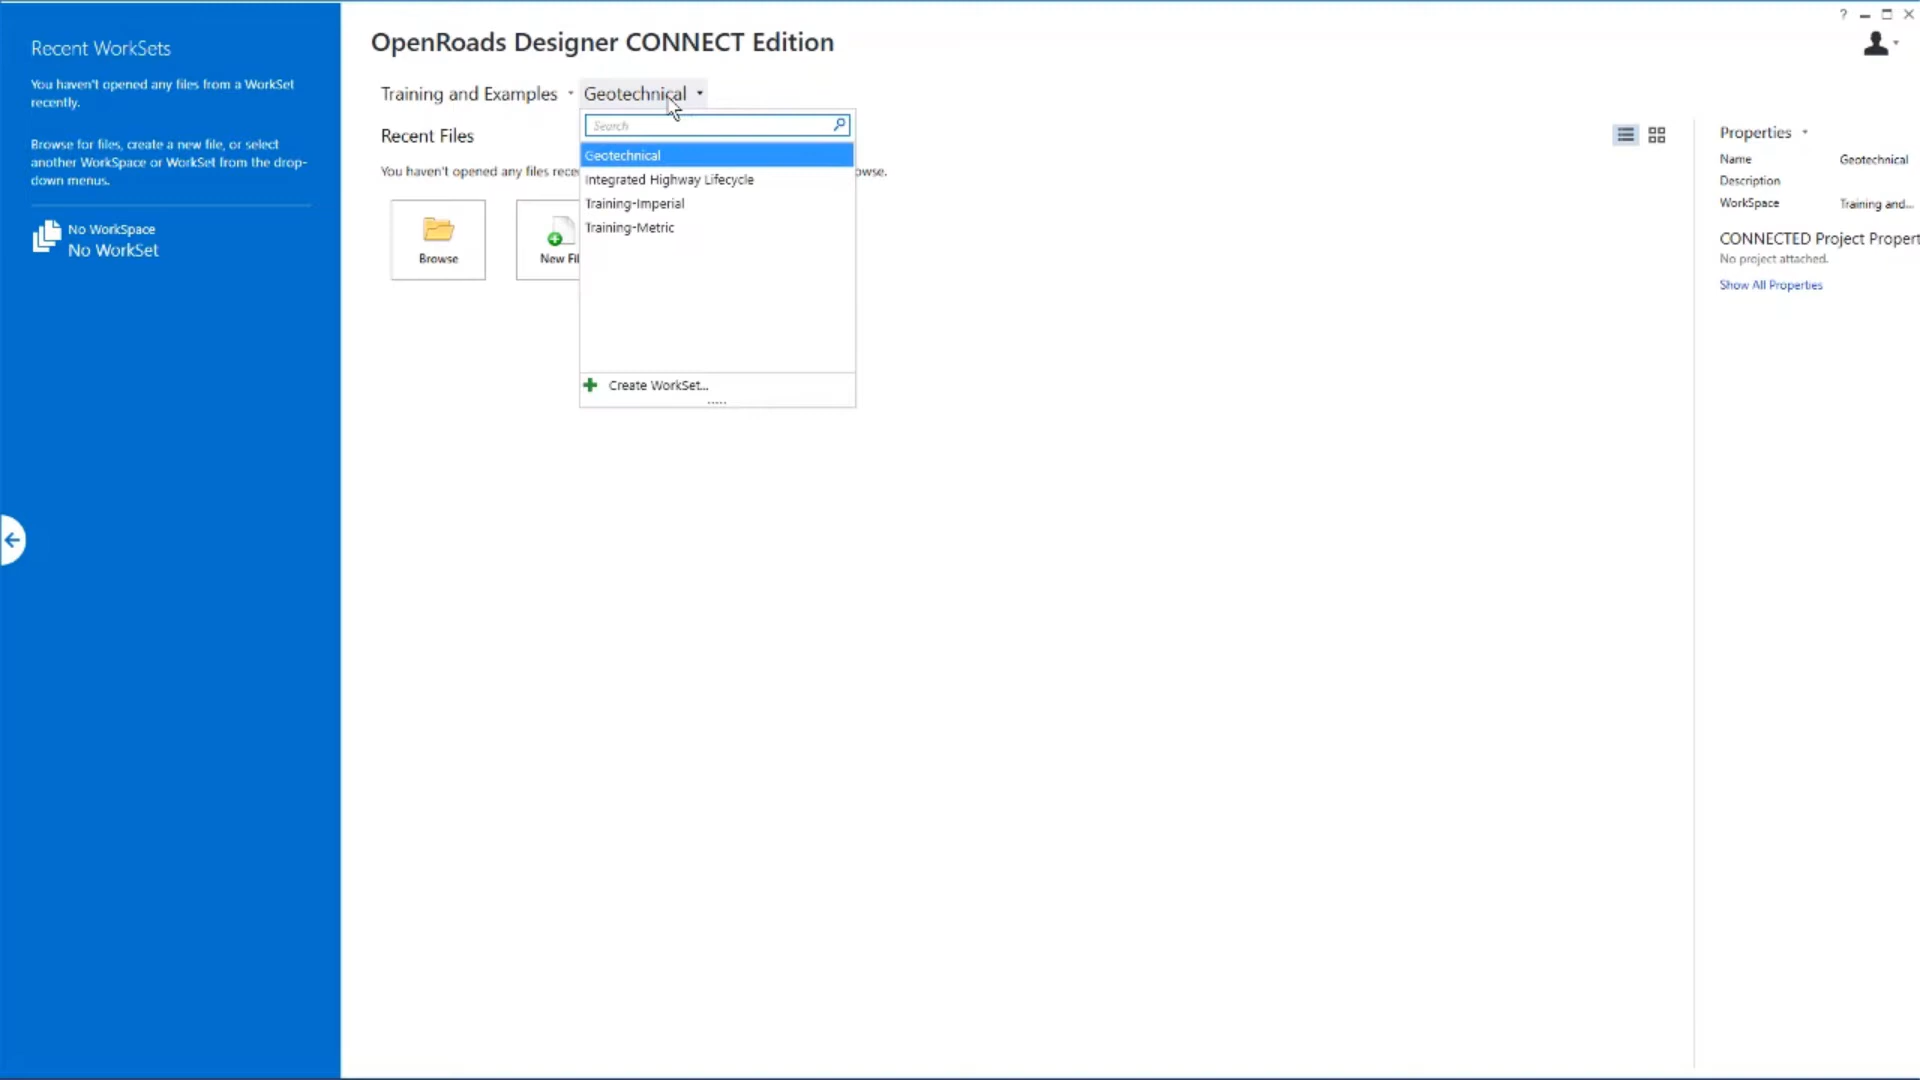 Recent WorkSets
You haven't opened any files from a WorkSet
recently.
Browse for files, create a new file, or select
another WorkSpace or WorkSet from the drop-
down menus.
No WorkSpace
No WorkSet
?
OpenRoads Designer CONNECT Edition
Training and Examples
Geotechnical
Search
Recent Files
You haven't opened any files rece
owse.
Browse
New Fil
Geotechnical
Integrated Highway Lifecycle
Training-Imperial
Training-Metric
Create WorkSet...
Properties
Name Geotechnical
Description
WorkSpace Training and...
CONNECTED Project Propert
No project attached.
Show All Properties